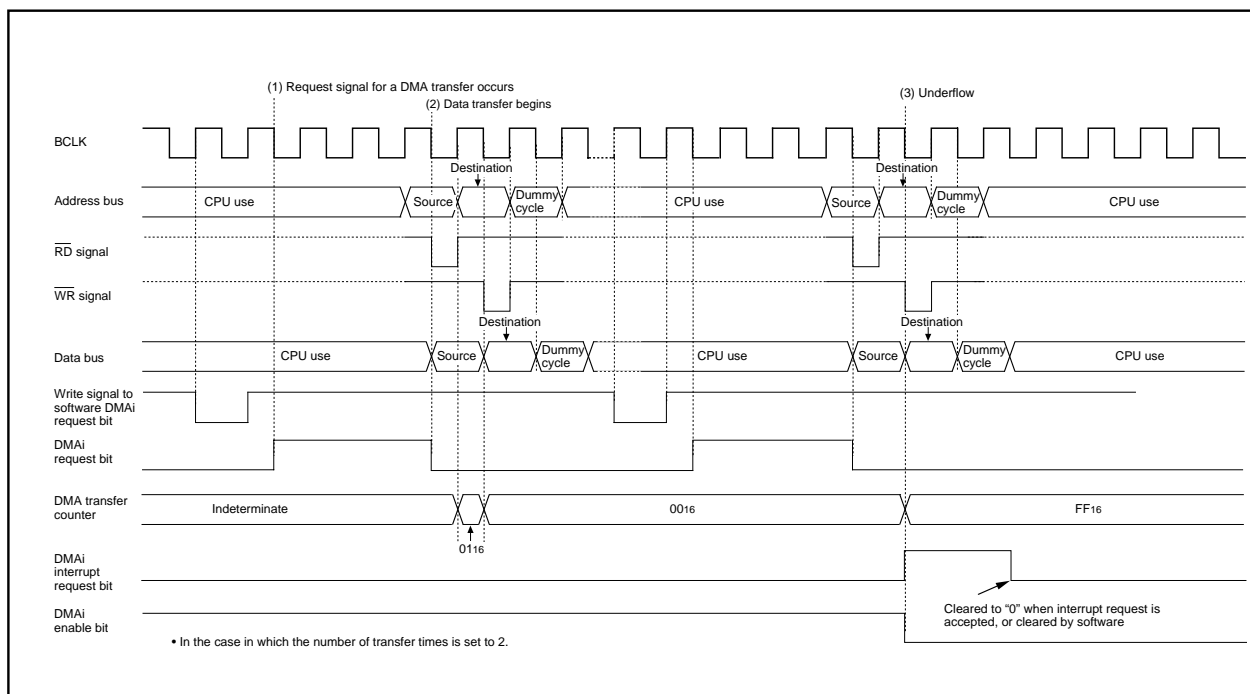 (1) Request signal for a DMA transfer occurs
(2) Data transfer begins
(3) Underflow
BCLK
Destination
Destination
Address bus
CPU use
Source
Dummy
cycle
CPU use
Source
Dummy
cycle
CPU use
RD signal
WR signal
Destination
Destination
Data bus
CPU use
Source
Dummy
cycle
CPU use
Source
Dummy
cycle
CPU use
Write signal to
software DMAi
request bit
DMAi
request bit
DMA transfer
counter
Indeterminate
0116
0016
FF16
DMAi
interrupt
request bit
Cleared to “0” when interrupt request is
accepted, or cleared by software
DMAi
enable bit
• In the case in which the number of transfer times is set to 2.